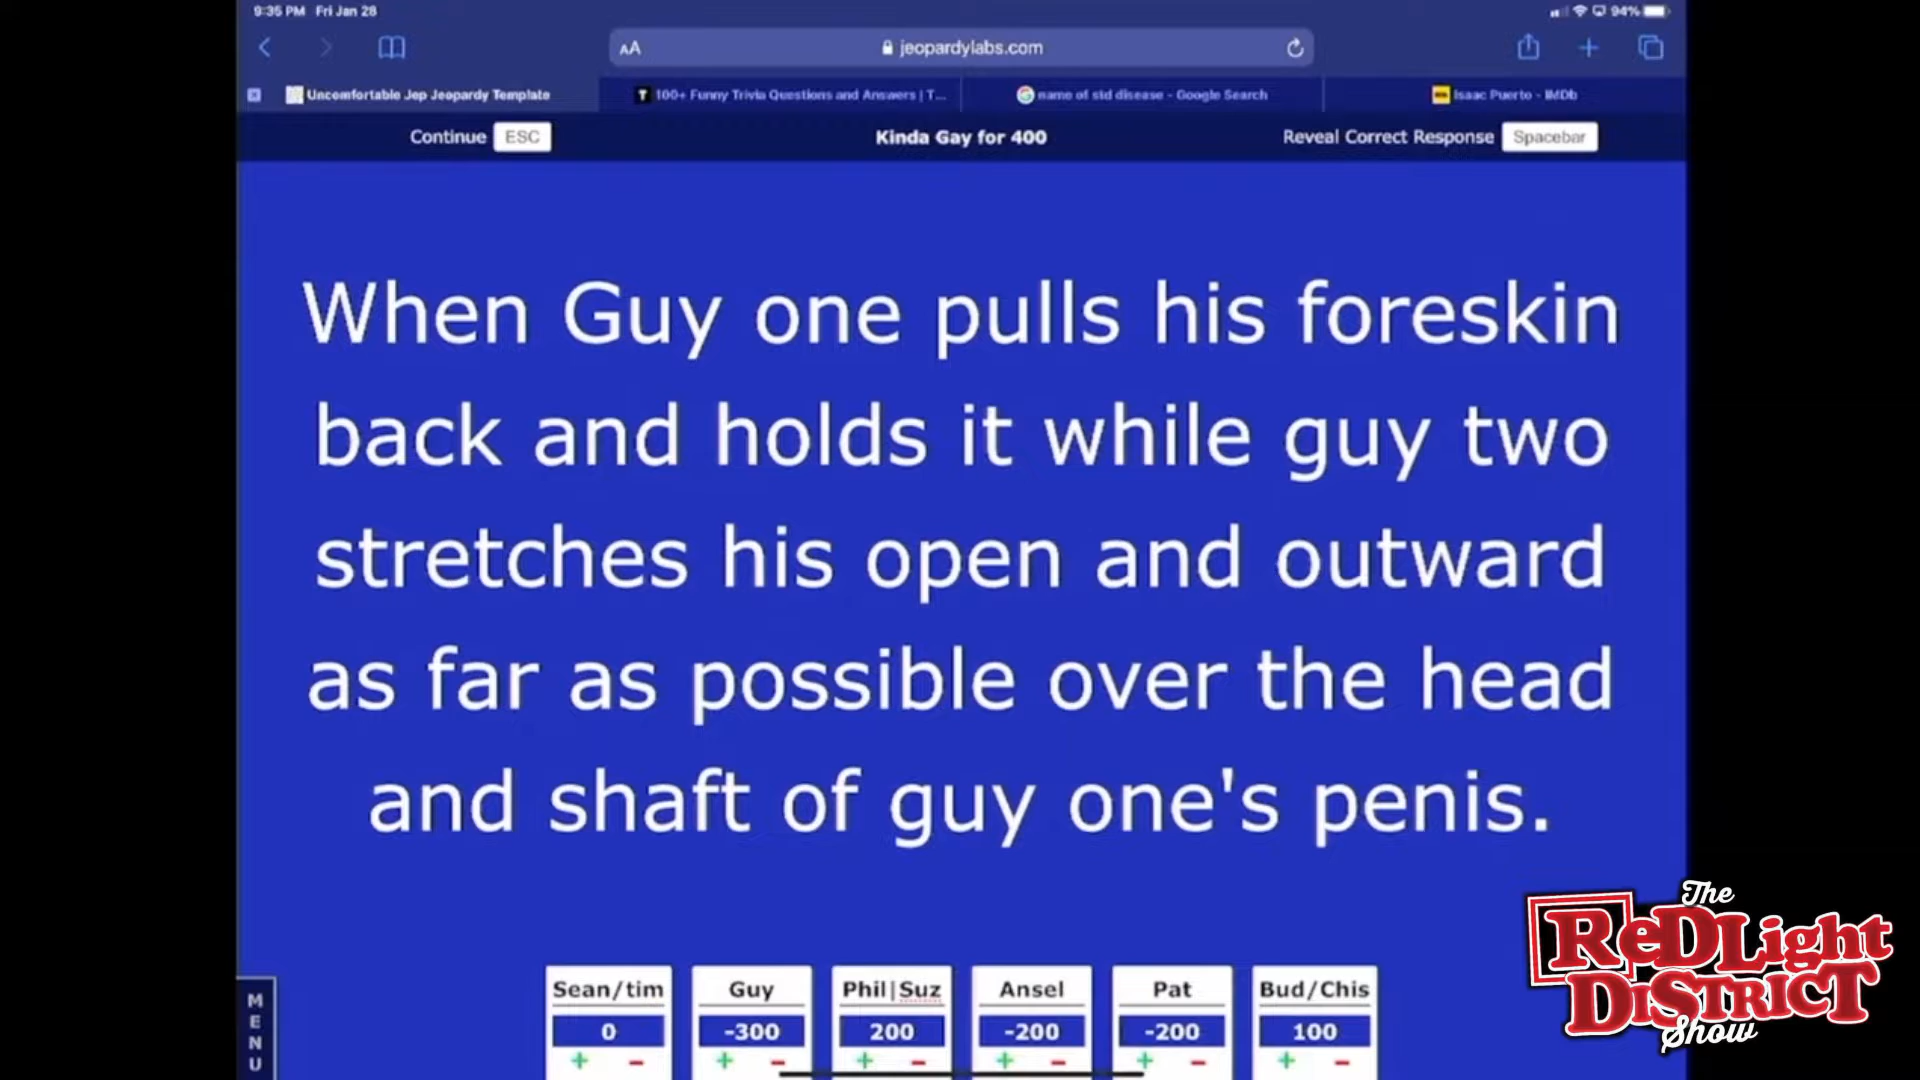 9:35 PM Fri Jan 28
94%
AA
jeopardylabs.com
Uncomfortable Jep Jeopardy Template
T 100+ Funny Trivia Questions and Answers | T...
name of std disease - Google Search
Isaac Puerto - IMDb
Continue ESC
Kinda Gay for 400
Reveal Correct Response Spacebar
When Guy one pulls his foreskin
back and holds it while guy two
stretches his open and outward
as far as possible over the head
and shaft of guy one's penis.
MENU
Sean/tim
0
+ -
Guy
-300
+ -
Phil|Suz
200
+ -
Ansel
-200
+ -
Pat
-200
+ -
Bud/Chis
100
+ -
The
ReDLight
DiSTRiCT
Show